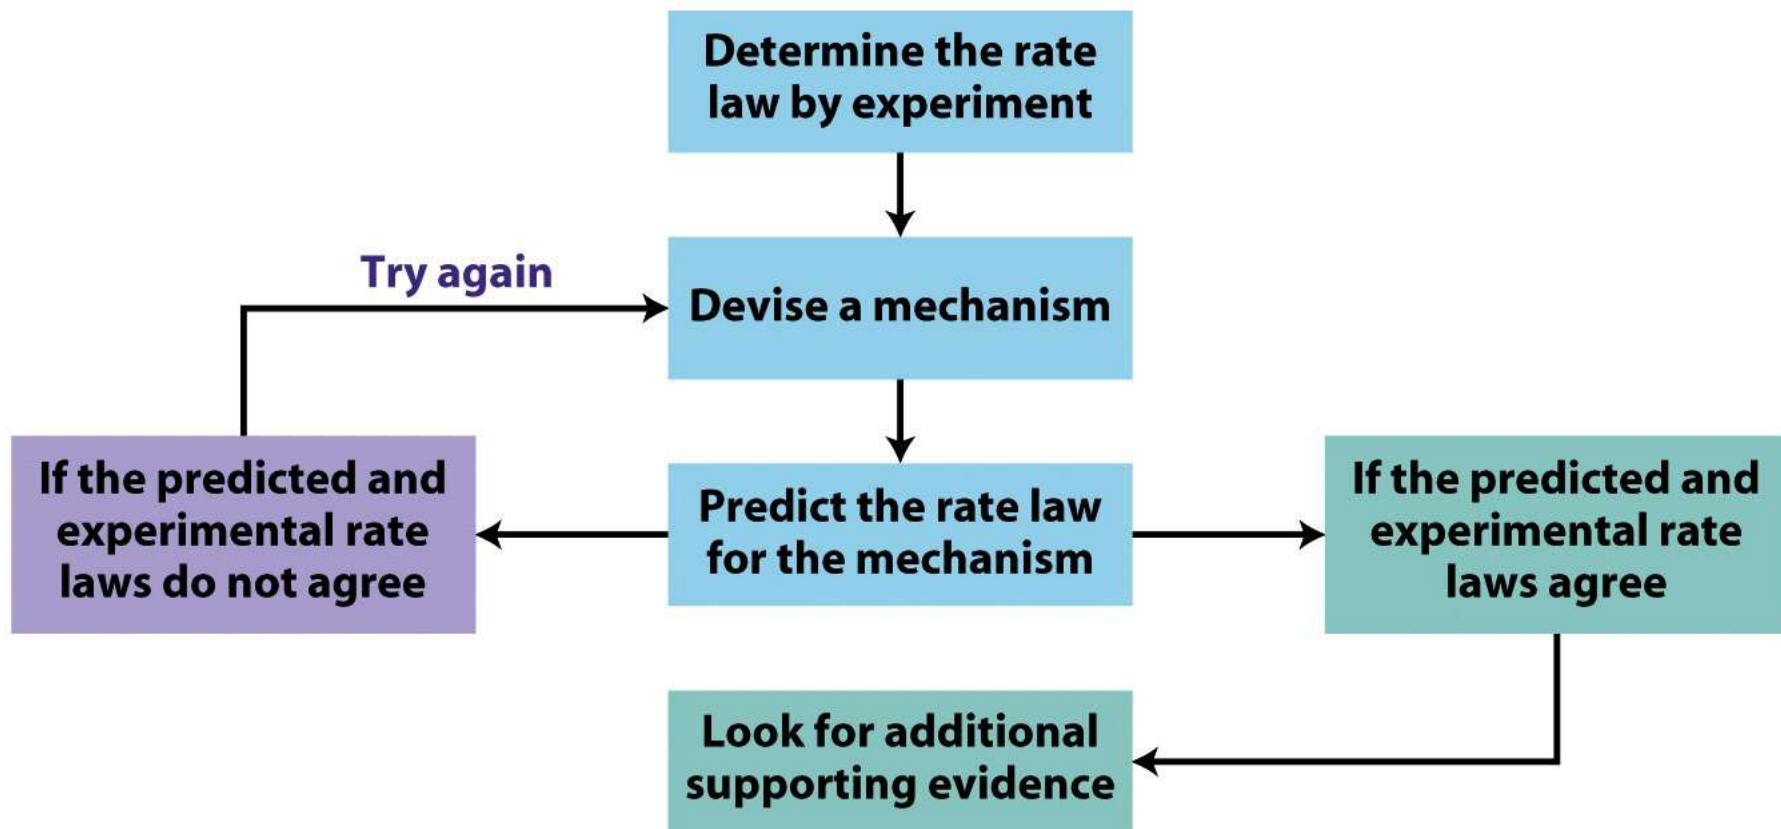 Determine the rate
law by experiment
Try again
Devise a mechanism
If the predicted and
experimental rate
laws do not agree
Predict the rate law
for the mechanism
If the predicted and
experimental rate
laws agree
Look for additional
supporting evidence